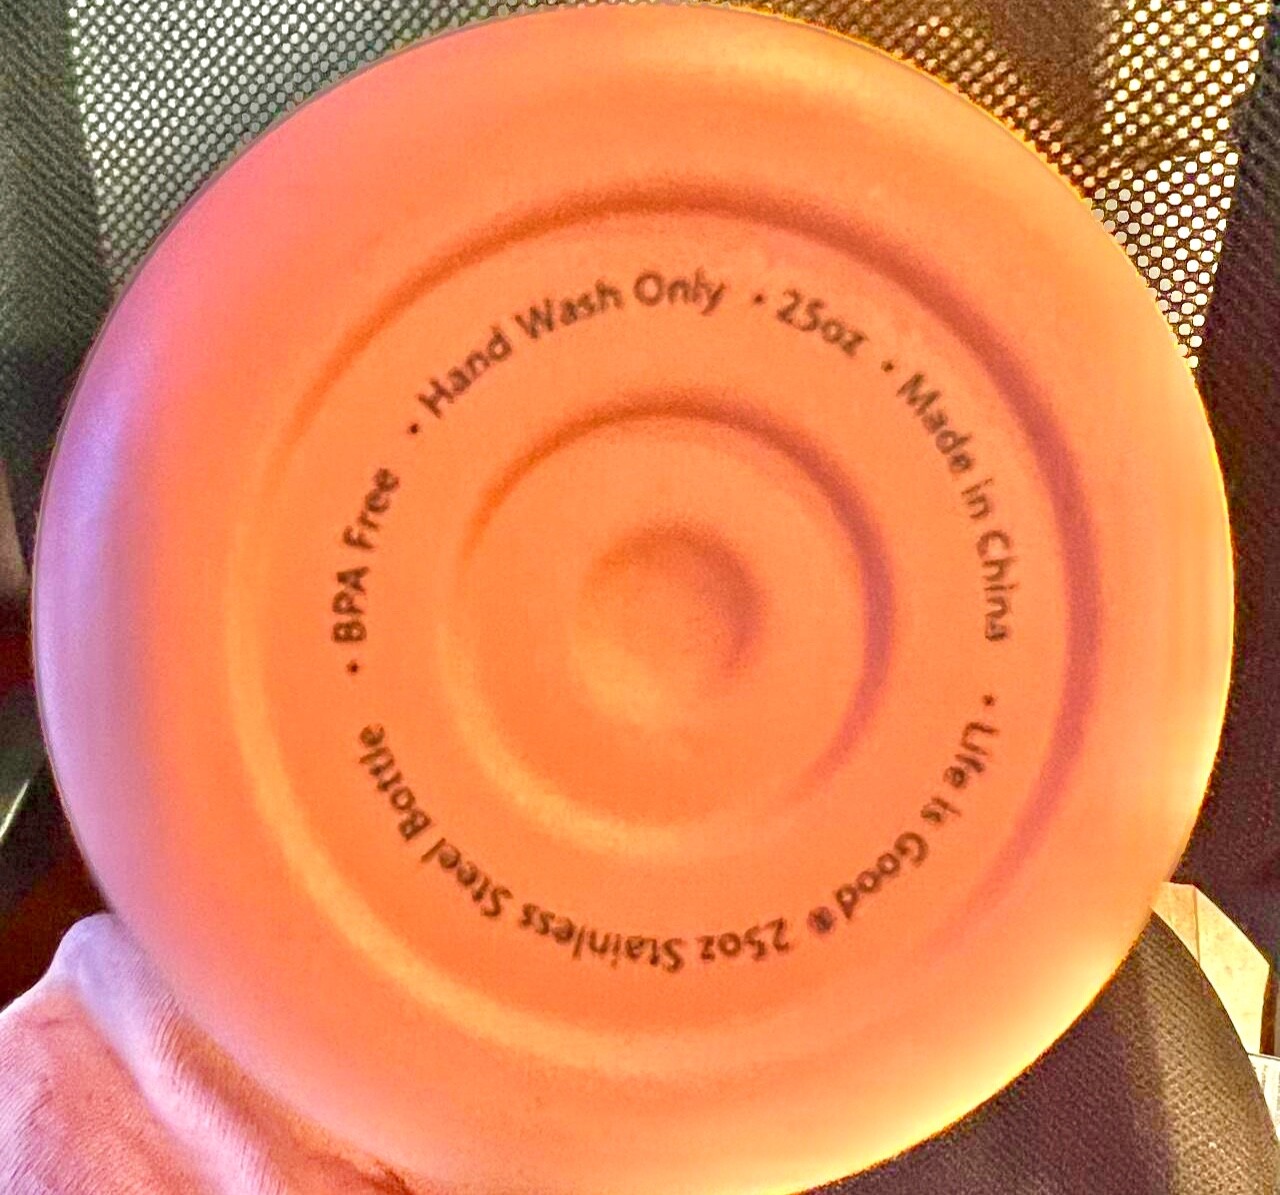 • Life is Good® 25oz Stainless Steel Bottle • BPA Free • Hand Wash Only • 25oz • Made in China